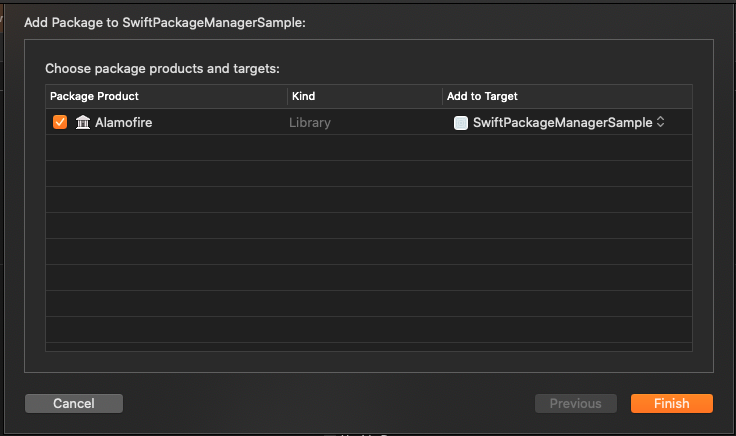 Add Package to SwiftPackageManagerSample:
Choose package products and targets:
Package Product Kind Add to Target
Alamofire Library SwiftPackageManagerSample
Cancel Previous Finish